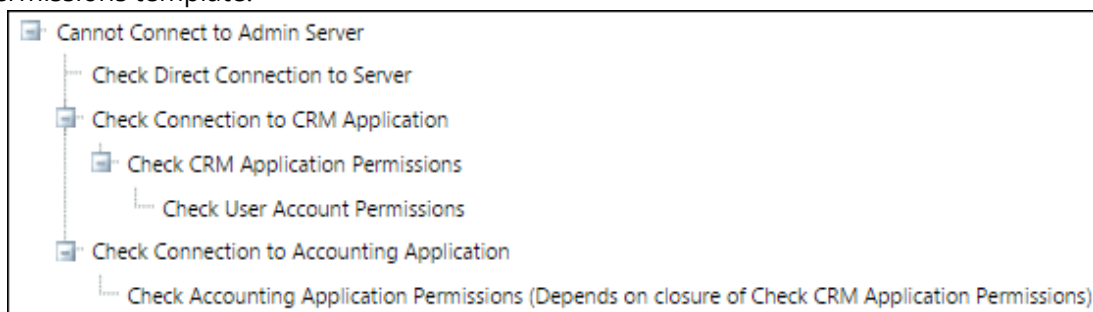 permissions template.
Cannot Connect to Admin Server
Check Direct Connection to Server
Check Connection to CRM Application
Check CRM Application Permissions
Check User Account Permissions
Check Connection to Accounting Application
Check Accounting Application Permissions (Depends on closure of Check CRM Application Permissions)